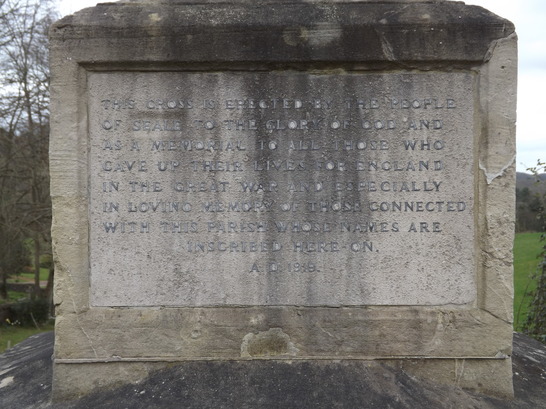 THIS CROSS IS ERECTED BY THE PEOPLE
OF SEALE TO THE GLORY OF GOD AND
AS A MEMORIAL TO ALL THOSE WHO
GAVE UP THEIR LIVES FOR ENGLAND
IN THE GREAT WAR AND ESPECIALLY
IN LOVING MEMORY OF THOSE CONNECTED
WITH THIS PARISH WHOSE NAMES ARE
INSCRIBED HERE-ON.
A.D. 1919.